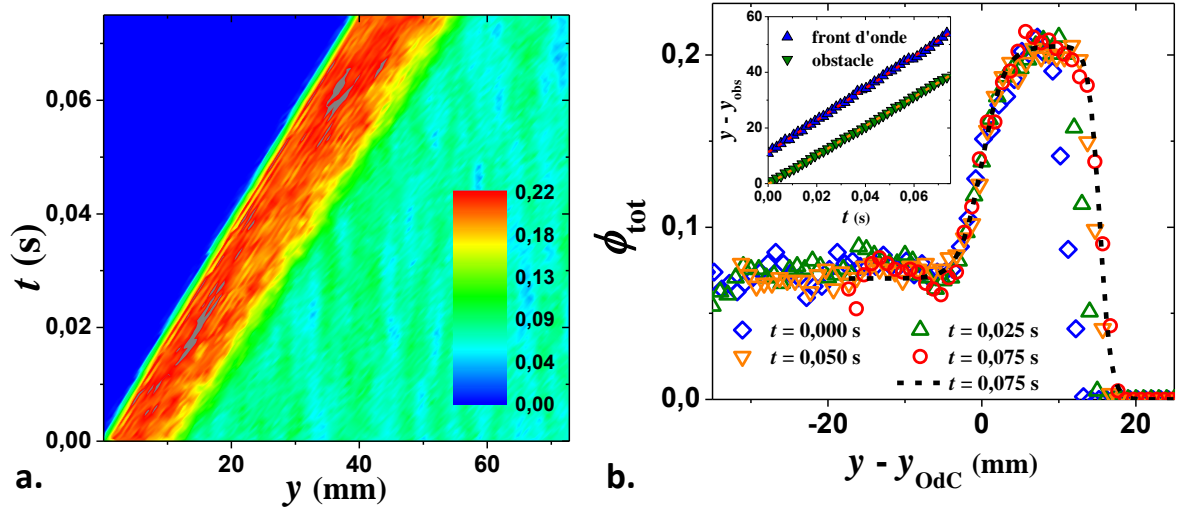 0,06
0,04
0,02
0,00
t (s)
20
40
60
y (mm)
0,22
0,18
0,13
0,09
0,04
0,00
a.
0,2
0,1
0,0
ϕtot
-20
0
20
y - yOdC (mm)
60
40
20
0
y - yobs
0,00
0,02
0,04
0,06
t (s)
front d'onde
obstacle
t = 0,000 s
t = 0,025 s
t = 0,050 s
t = 0,075 s
t = 0,075 s
b.